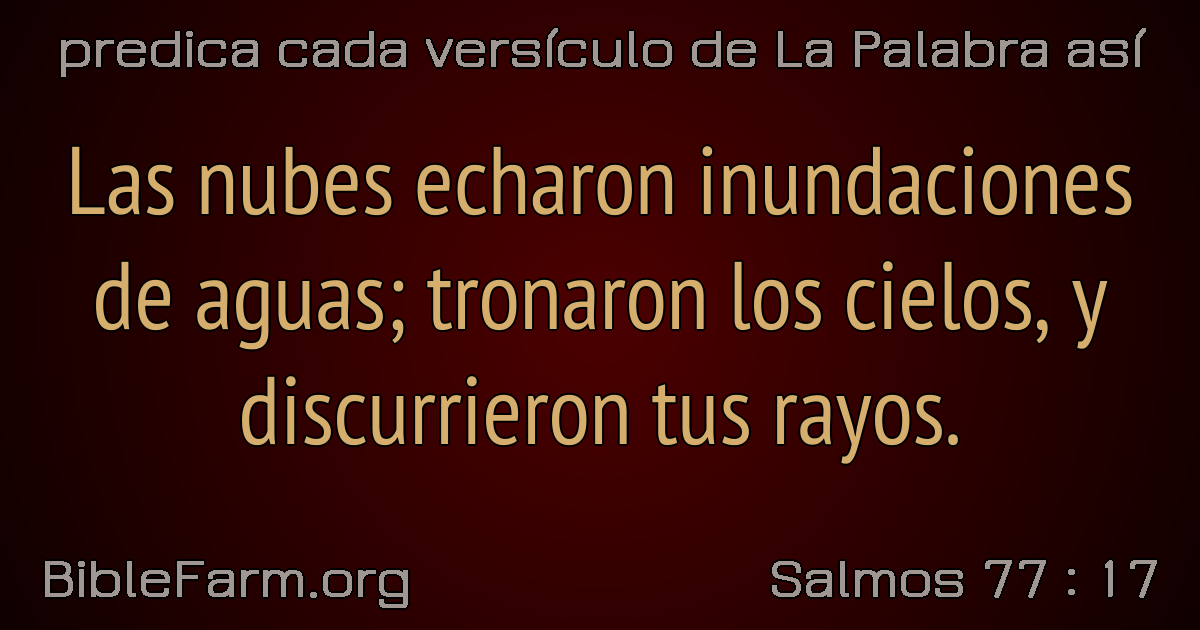 predica cada versículo de La Palabra así
Las nubes echaron inundaciones
de aguas; tronaron los cielos, y
discurrieron tus rayos.
BibleFarm.org
Salmos 77 : 17